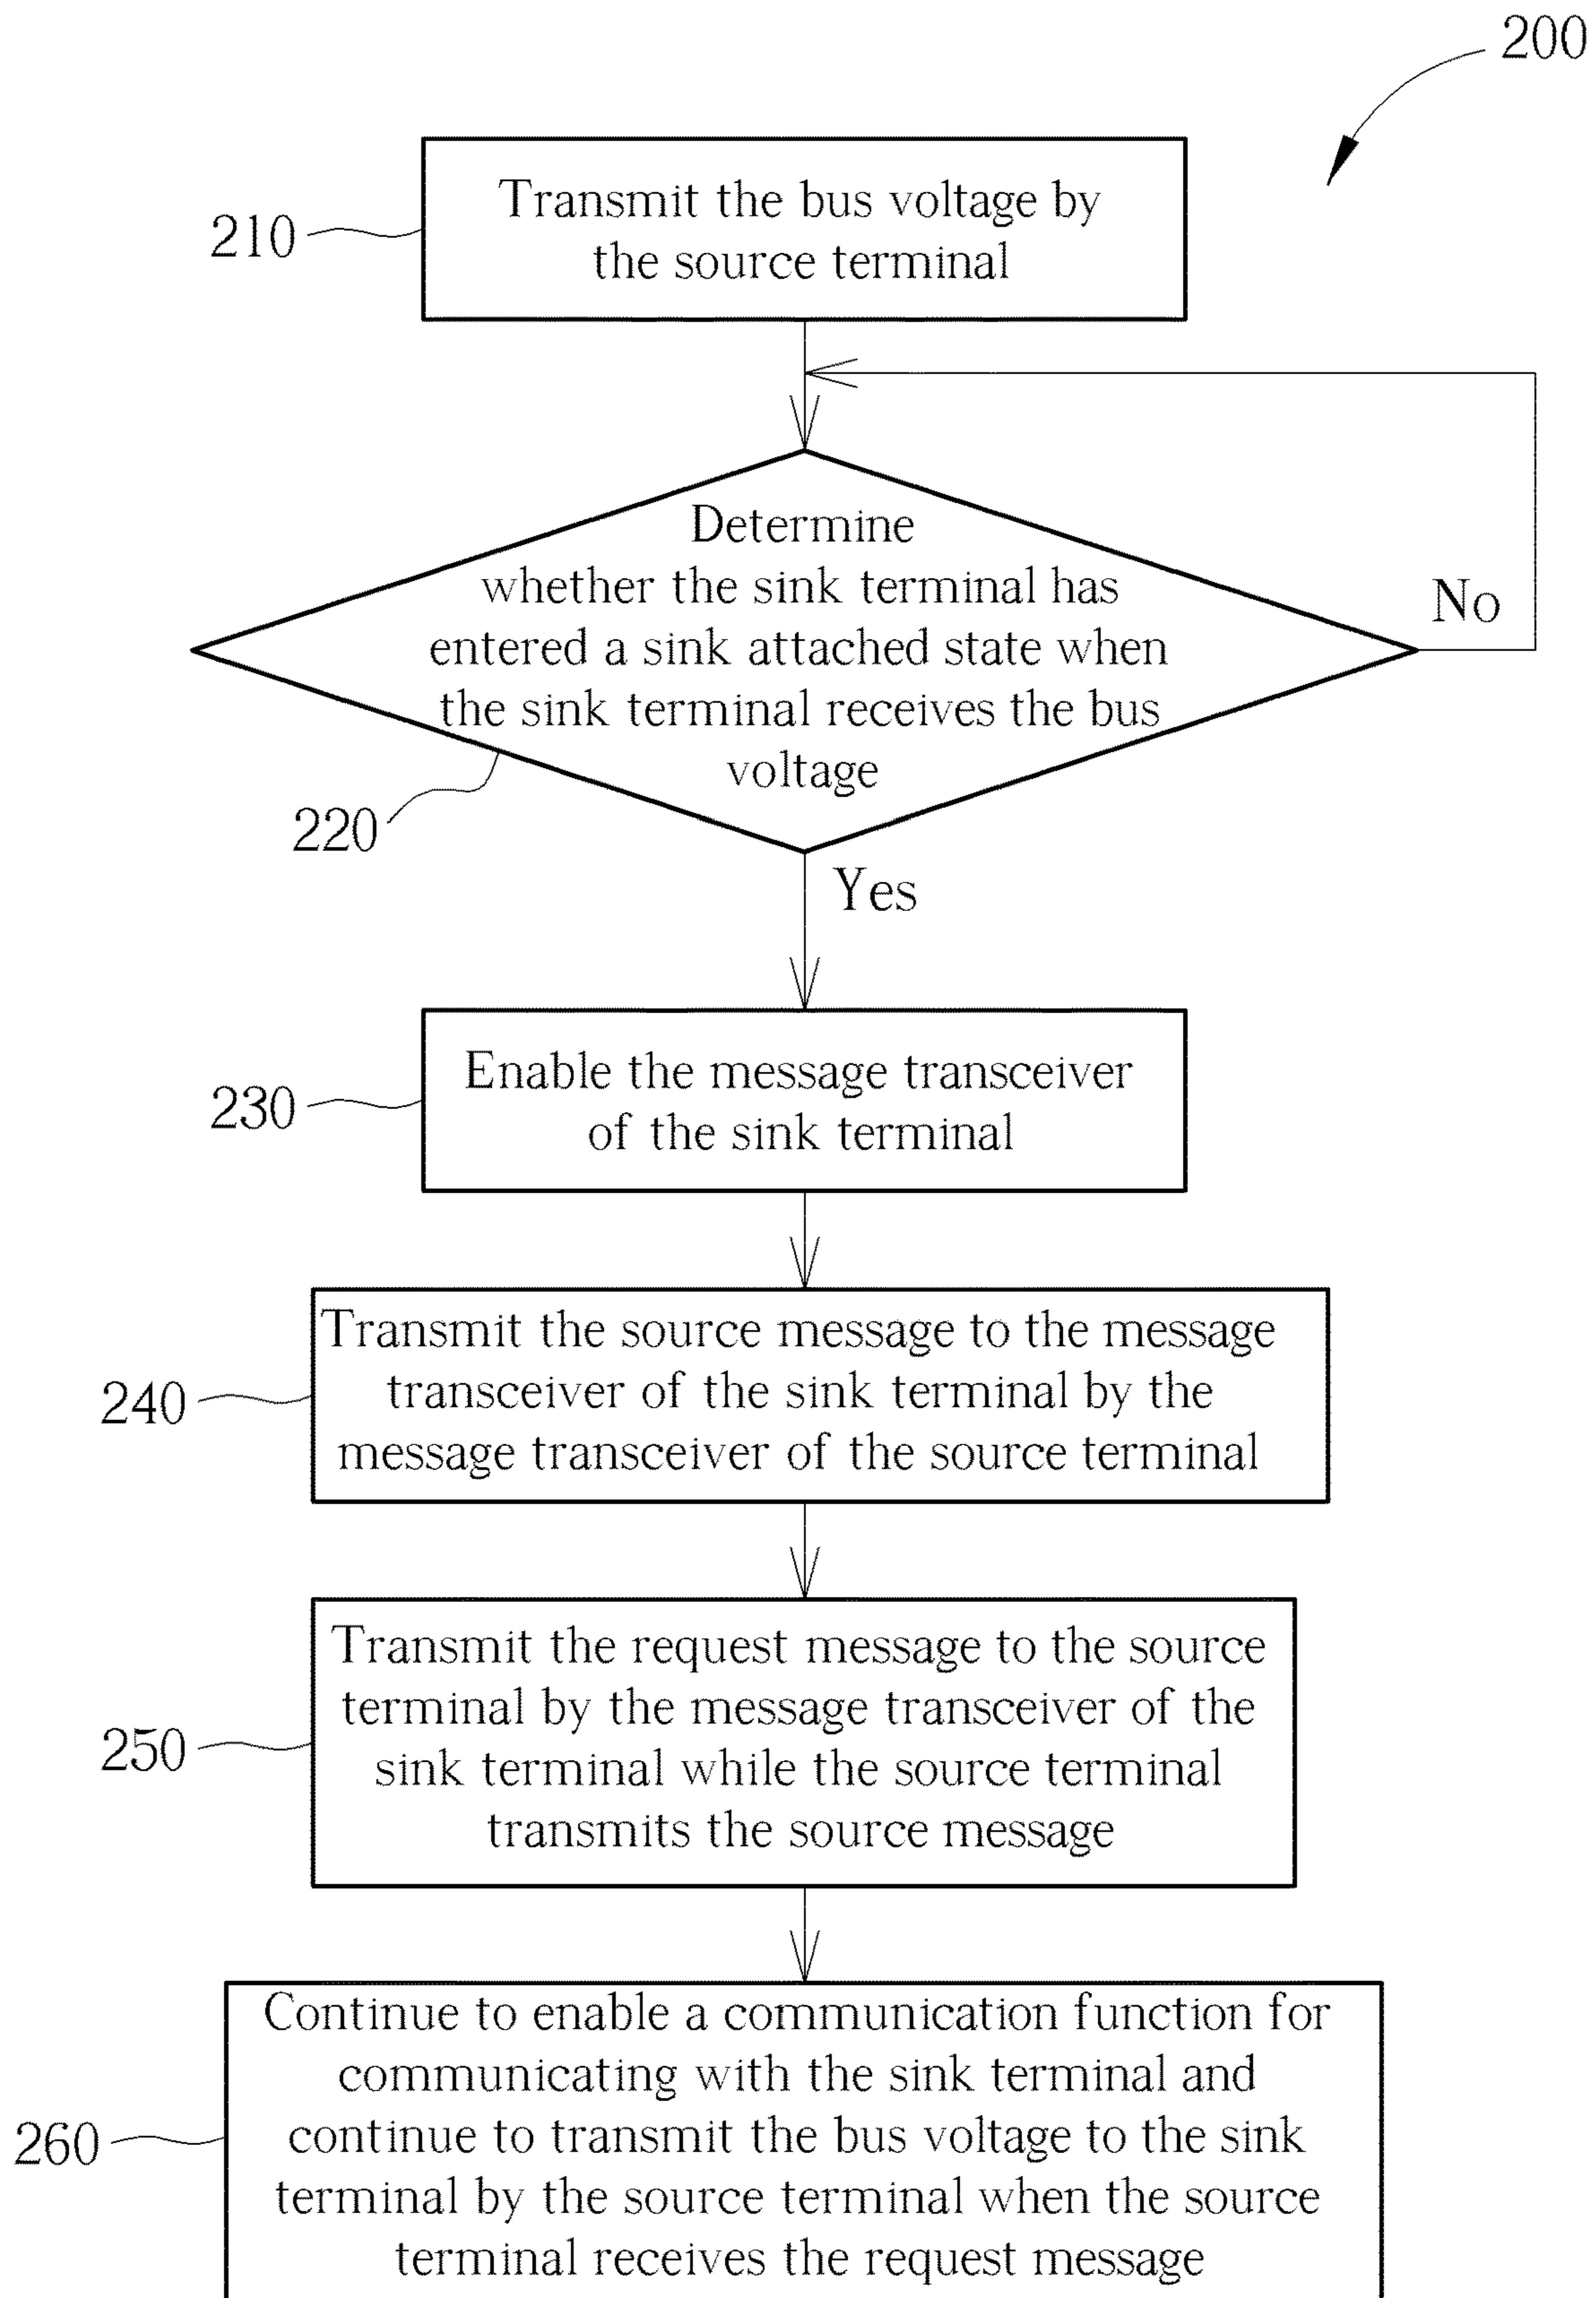 200
210
Transmit the bus voltage by
the source terminal
Determine
whether the sink terminal has
entered a sink attached state when
the sink terminal receives the bus
voltage
No
220
Yes
230
Enable the message transceiver
of the sink terminal
240
Transmit the source message to the message
transceiver of the sink terminal by the
message transceiver of the source terminal
250
Transmit the request message to the source
terminal by the message transceiver of the
sink terminal while the source terminal
transmits the source message
260
Continue to enable a communication function for
communicating with the sink terminal and
continue to transmit the bus voltage to the sink
terminal by the source terminal when the source
terminal receives the request message